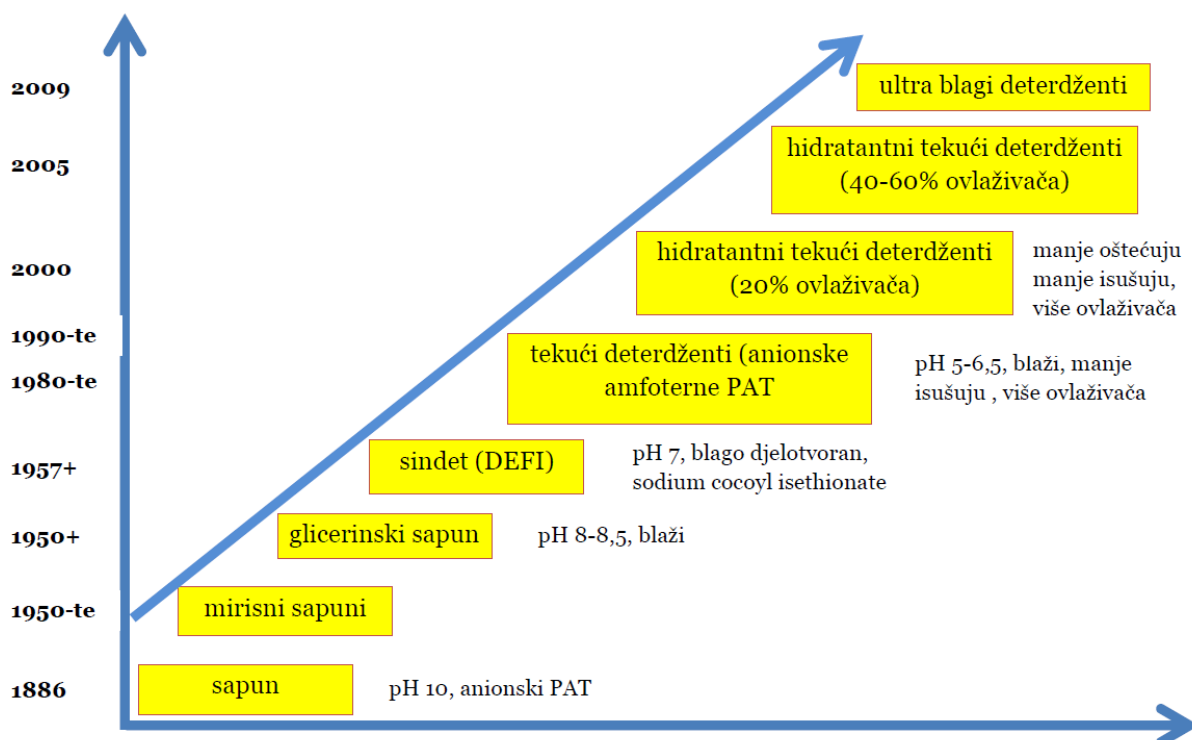 2009
ultra blagi deterdženti
2005
hidratantni tekući deterdženti
(40-60% ovlaživača)
2000
hidratantni tekući deterdženti
(20% ovlaživača)
manje oštećuju
manje isušuju,
više ovlaživača
1990-te
1980-te
tekući deterdženti (anionske
amfoterne PAT
pH 5-6,5, blaži, manje
isušuju , više ovlaživača
1957+
sindet (DEFI)
pH 7, blago djelotvoran,
sodium cocoyl isethionate
1950+
glicerinski sapun
pH 8-8,5, blaži
1950-te
mirisni sapuni
1886
sapun
pH 10, anionski PAT